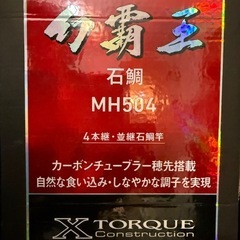 覇王
石鯛
MH504
4本継・並継石鯛竿
カーボンチューブラー穂先搭載
自然な食い込み・しなやかな調子を実現
X TORQUE
Construction